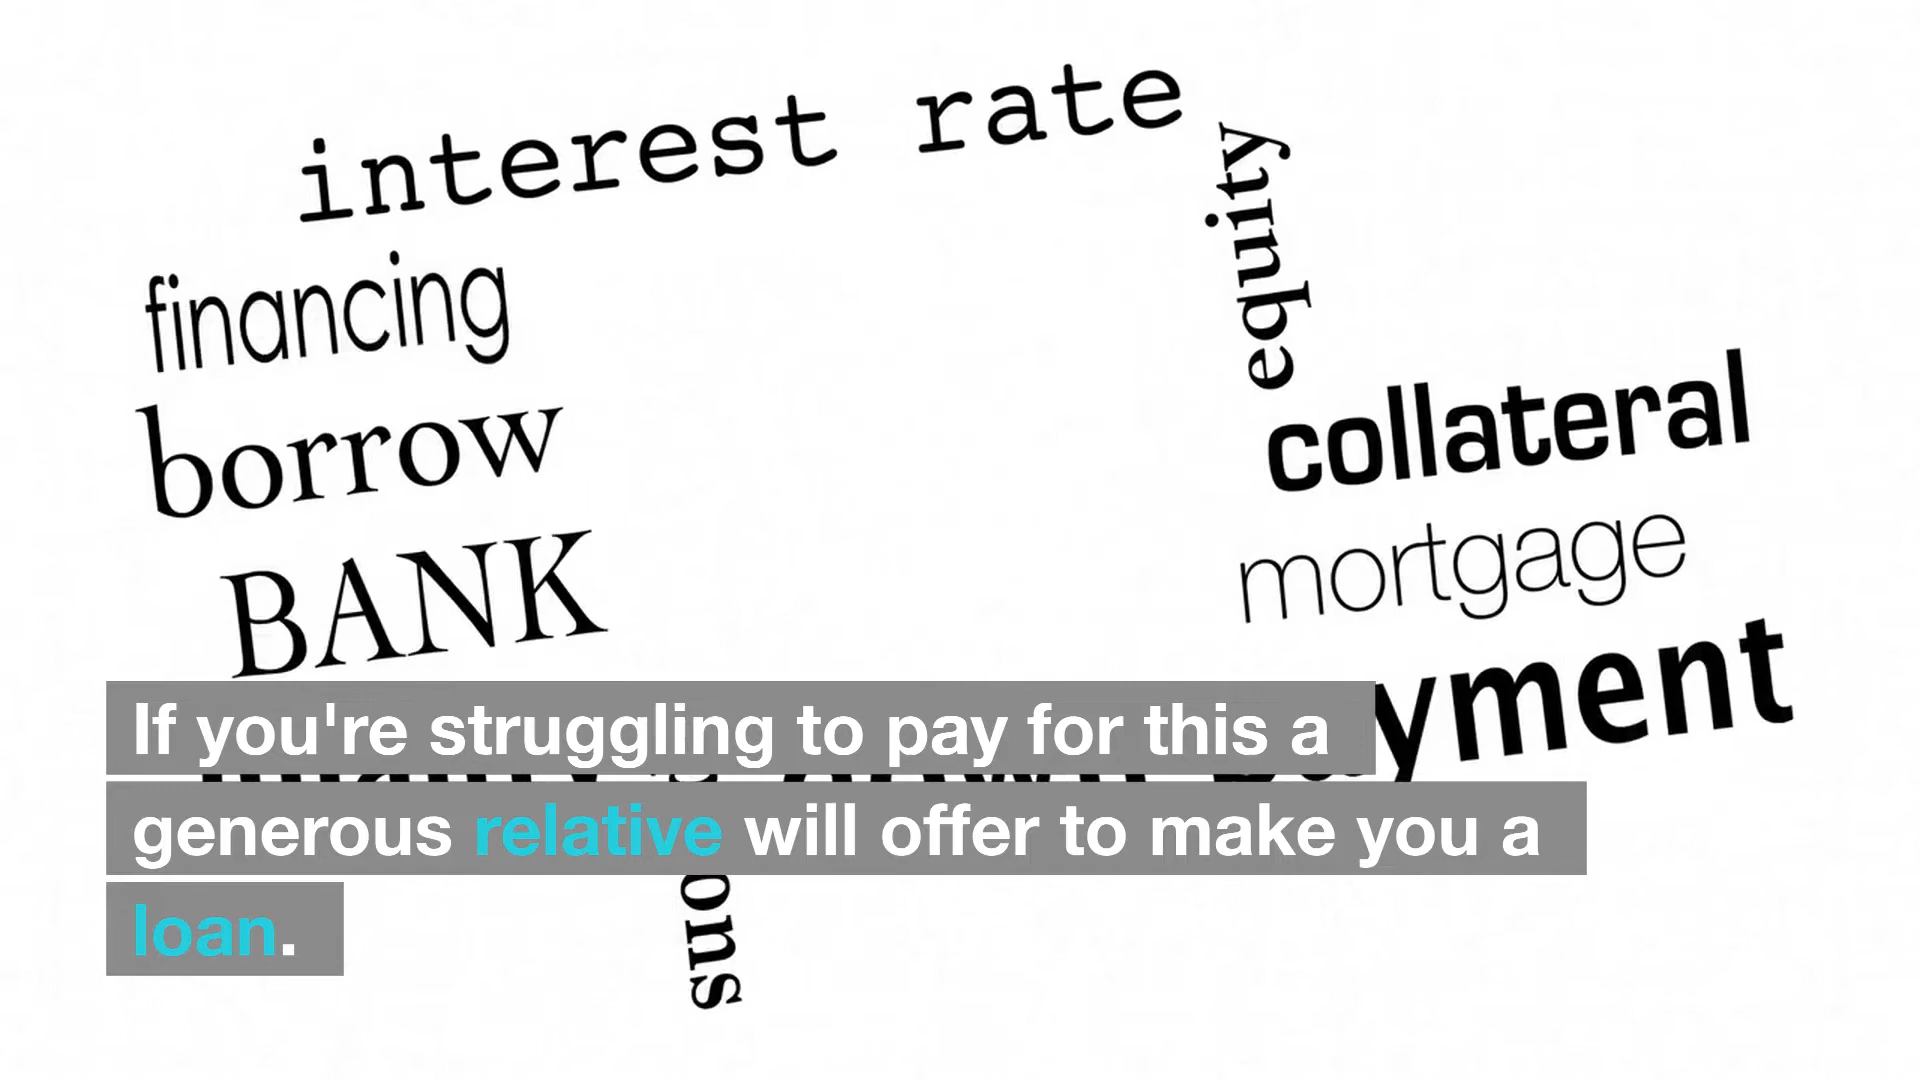 interest rate
equity
financing
collateral
borrow
mortgage
BANK
If you're struggling to pay for this a
generous relative will offer to make you a
loan.